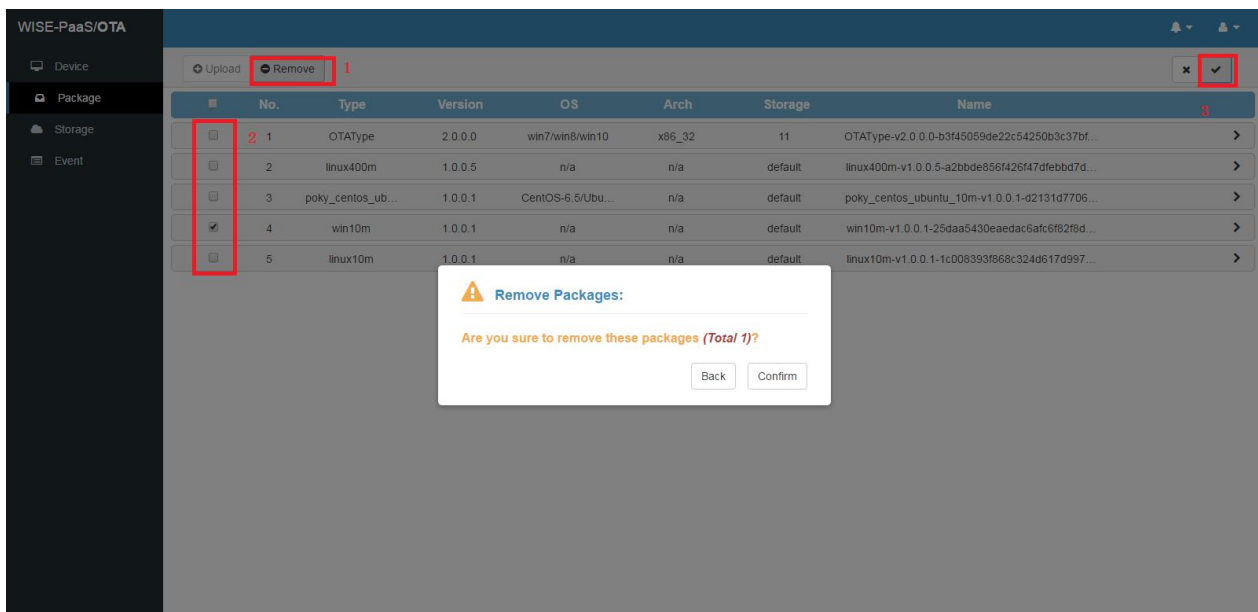 WISE-PaaS/OTA
Device
Package
Storage
Event
Upload Remove 1
3
No. Type Version OS Arch Storage Name
2 1 OTAType 2.0.0.0 win7/win8/win10 x86_32 11 OTAType-v2.0.0.0-b3f45059de22c54250b3c37bf...
2 linux400m 1.0.0.5 n/a n/a default linux400m-v1.0.0.5-a2bbde856f426f47dfebbd7d...
3 poky_centos_ub... 1.0.0.1 CentOS-6.5/Ubu... n/a default poky_centos_ubuntu_10m-v1.0.0.1-d2131d7706...
4 win10m 1.0.0.1 n/a n/a default win10m-v1.0.0.1-25daa5430eaedac6afc6f82f8d...
5 linux10m 1.0.0.1 n/a n/a default linux10m-v1.0.0.1-1c008393f868c324d617d997...
Remove Packages:
Are you sure to remove these packages (Total 1)?
Back Confirm